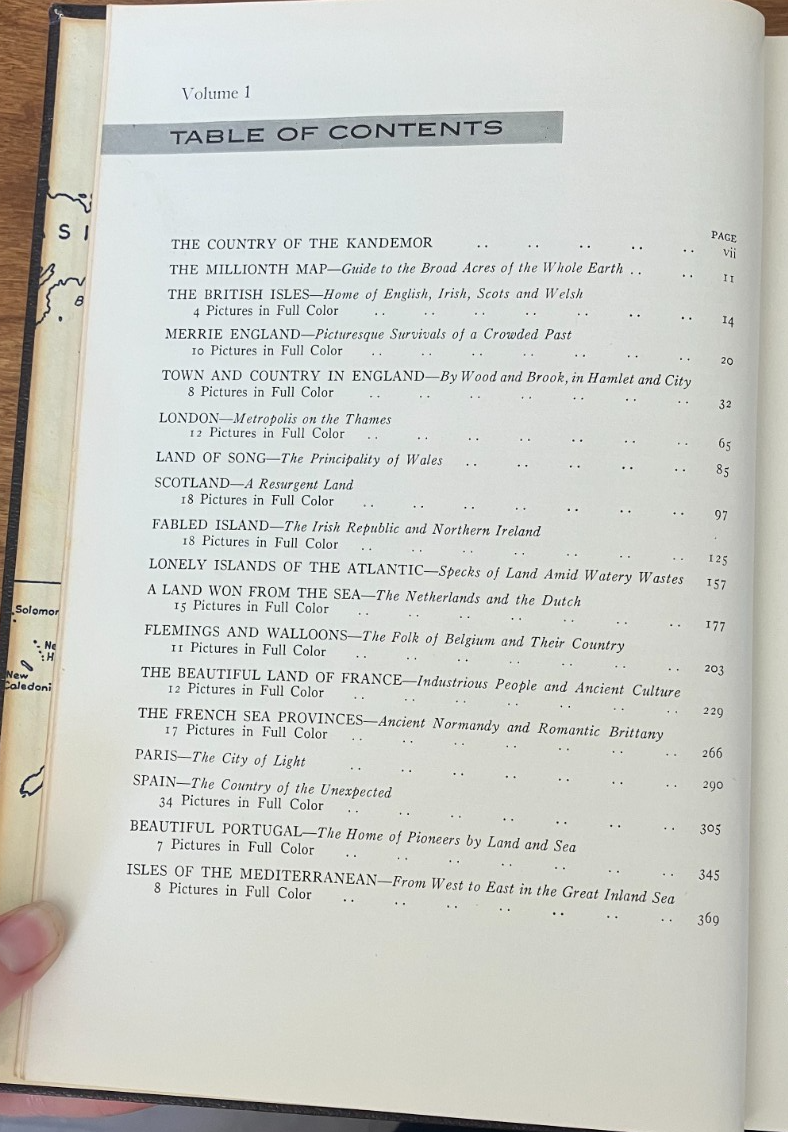 Volume 1
TABLE OF CONTENTS
PAGE
THE COUNTRY OF THE KANDEMOR .. .. .. .. .. vii
THE MILLIONTH MAP—Guide to the Broad Acres of the Whole Earth .. .. 11
THE BRITISH ISLES—Home of English, Irish, Scots and Welsh
4 Pictures in Full Color .. .. .. .. .. .. .. 14
MERRIE ENGLAND—Picturesque Survivals of a Crowded Past
10 Pictures in Full Color .. .. .. .. .. .. .. 20
TOWN AND COUNTRY IN ENGLAND—By Wood and Brook, in Hamlet and City
8 Pictures in Full Color .. .. .. .. .. .. .. 32
LONDON—Metropolis on the Thames
12 Pictures in Full Color .. .. .. .. .. .. .. 65
LAND OF SONG—The Principality of Wales .. .. .. .. .. 85
SCOTLAND—A Resurgent Land
18 Pictures in Full Color .. .. .. .. .. .. .. 97
FABLED ISLAND—The Irish Republic and Northern Ireland
18 Pictures in Full Color .. .. .. .. .. .. .. 125
LONELY ISLANDS OF THE ATLANTIC—Specks of Land Amid Watery Wastes 157
A LAND WON FROM THE SEA—The Netherlands and the Dutch
15 Pictures in Full Color .. .. .. .. .. .. .. 177
FLEMINGS AND WALLOONS—The Folk of Belgium and Their Country
11 Pictures in Full Color .. .. .. .. .. .. .. 203
THE BEAUTIFUL LAND OF FRANCE—Industrious People and Ancient Culture
12 Pictures in Full Color .. .. .. .. .. .. .. 229
THE FRENCH SEA PROVINCES—Ancient Normandy and Romantic Brittany
17 Pictures in Full Color .. .. .. .. .. .. .. 266
PARIS—The City of Light .. .. .. .. .. .. .. 290
SPAIN—The Country of the Unexpected
34 Pictures in Full Color .. .. .. .. .. .. .. 305
BEAUTIFUL PORTUGAL—The Home of Pioneers by Land and Sea
7 Pictures in Full Color .. .. .. .. .. .. .. 345
ISLES OF THE MEDITERRANEAN—From West to East in the Great Inland Sea
8 Pictures in Full Color .. .. .. .. .. .. .. 369
S I
B
Solomon
Ne
H
New
Caledoni